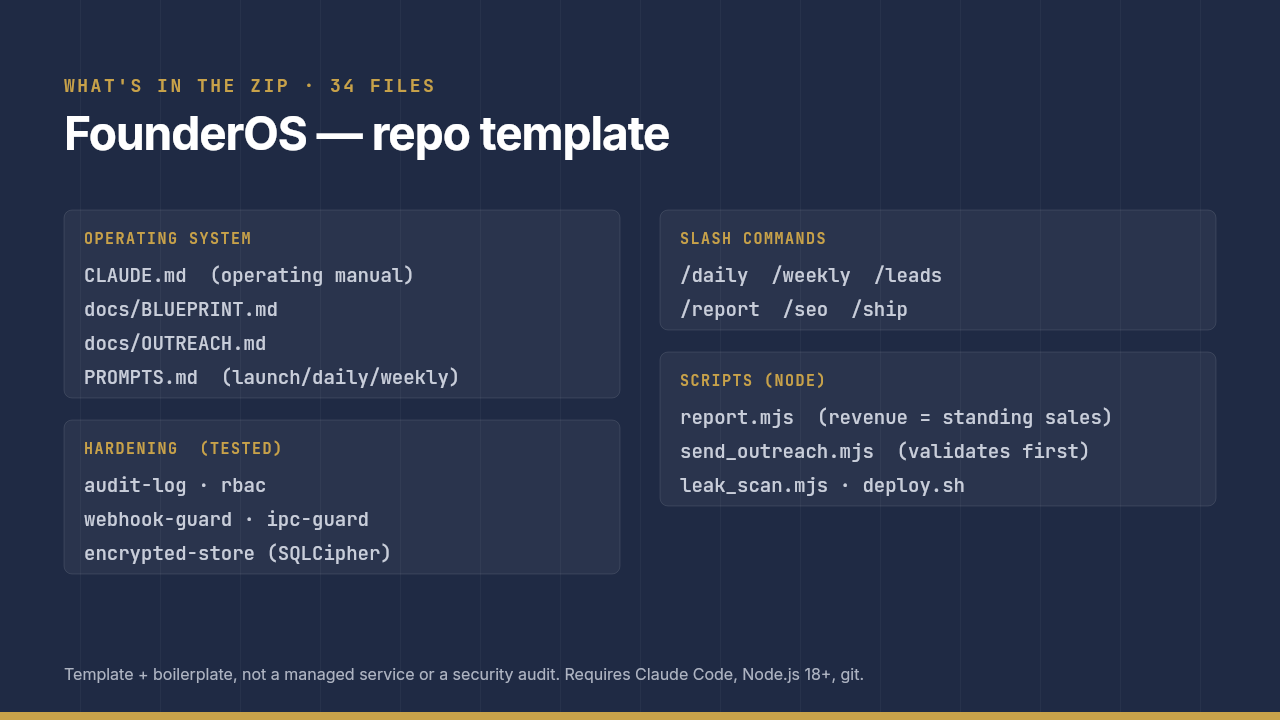 WHAT'S IN THE ZIP · 34 FILES
FounderOS — repo template
OPERATING SYSTEM
CLAUDE.md  (operating manual)
docs/BLUEPRINT.md
docs/OUTREACH.md
PROMPTS.md  (launch/daily/weekly)
HARDENING  (TESTED)
audit-log · rbac
webhook-guard · ipc-guard
encrypted-store (SQLCipher)
SLASH COMMANDS
/daily  /weekly  /leads
/report  /seo  /ship
SCRIPTS (NODE)
report.mjs  (revenue = standing sales)
send_outreach.mjs  (validates first)
leak_scan.mjs · deploy.sh
Template + boilerplate, not a managed service or a security audit. Requires Claude Code, Node.js 18+, git.